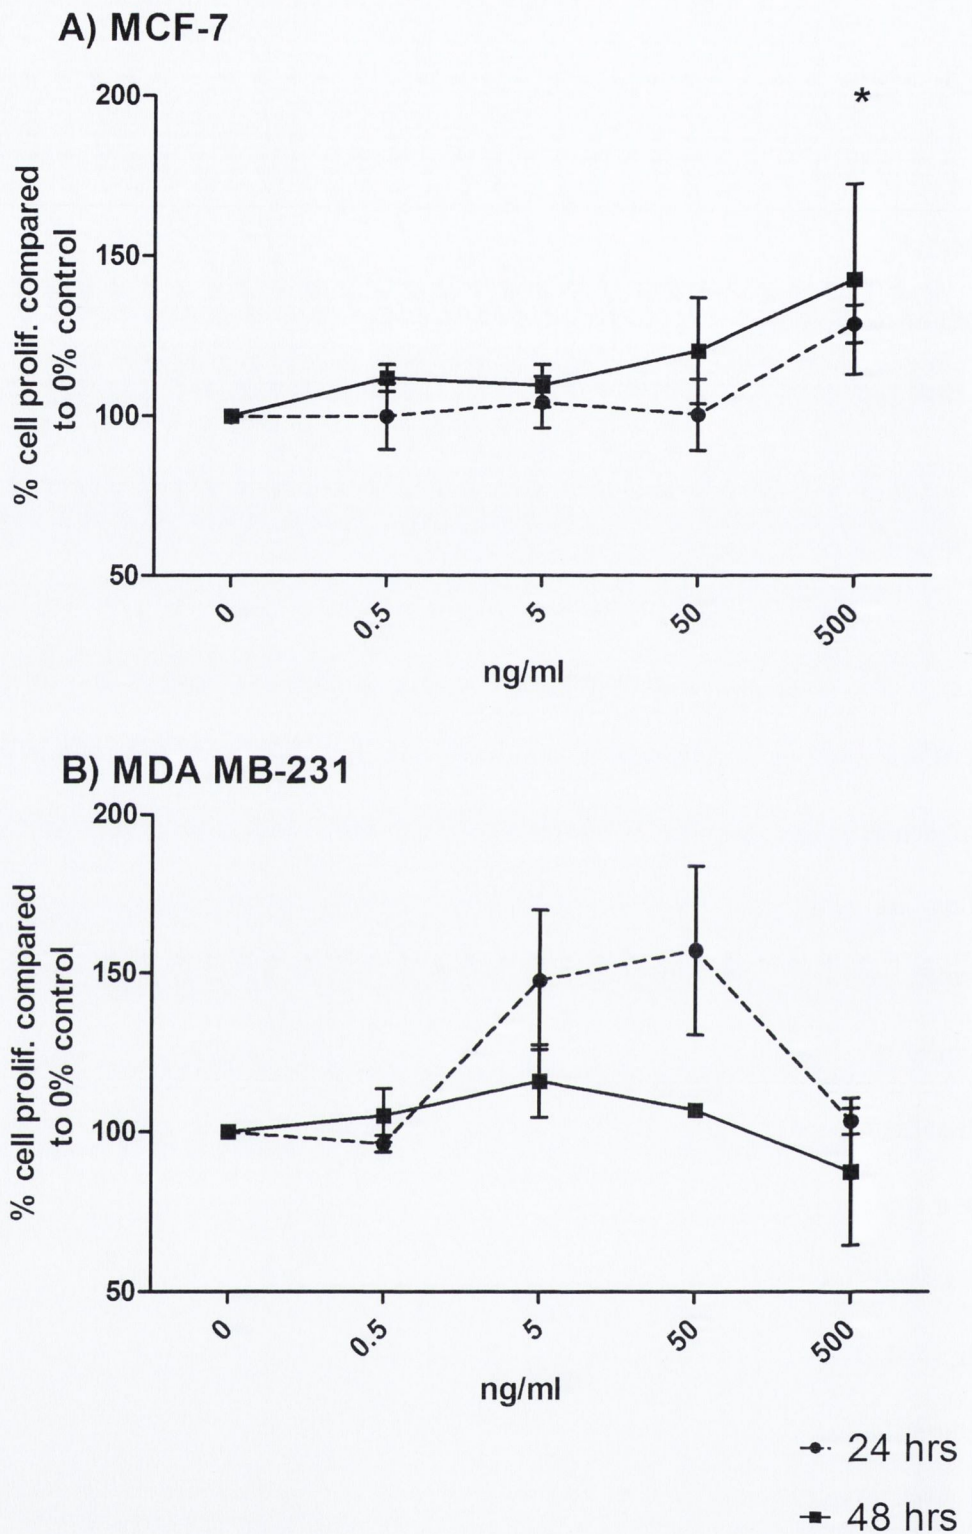 A) MCF-7
200
*
150
100
50
% cell prolif. compared
to 0% control
0
0.5
5
50
500
ng/ml
B) MDA MB-231
200
150
100
50
% cell prolif. compared
to 0% control
0
0.5
5
50
500
ng/ml
24 hrs
48 hrs